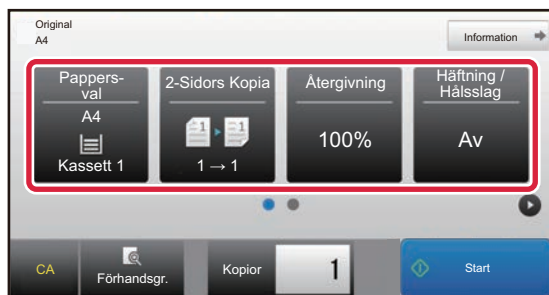 Original
A4
Information
Pappers-
val
A4
Kassett 1
2-Sidors Kopia
1 → 1
Återgivning
100%
Häftning /
Hålsslag
Av
CA
Förhandsgr.
Kopior
1
Start